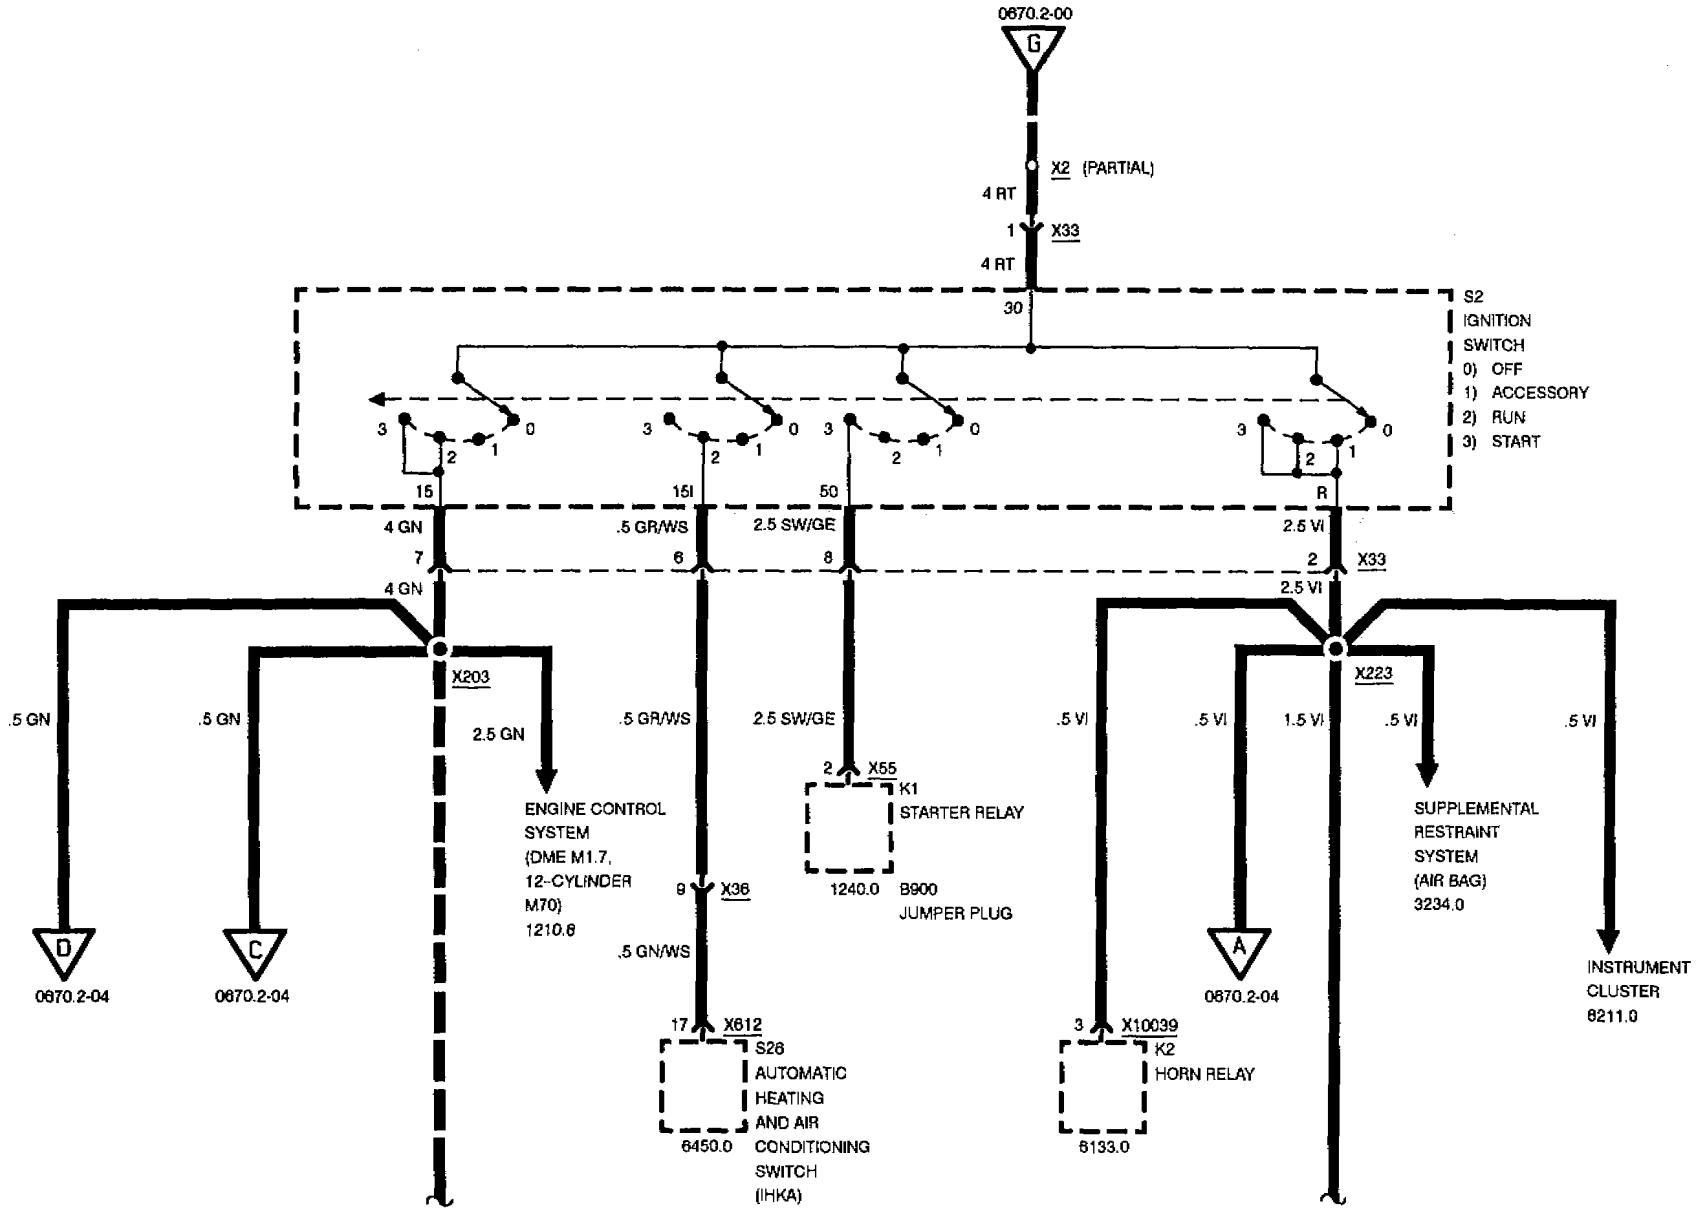 0670.2-00
G
X2 (PARTIAL)
4 RT
1 X33
4 RT
30
S2
IGNITION
SWITCH
0) OFF
1) ACCESSORY
2) RUN
3) START
3 2 1 0
3 2 1 0
3 2 1 0
3 2 1 0
15 15I 50 R
4 GN .5 GR/WS 2.5 SW/GE 2.5 VI
7 6 8 2 X33
4 GN 2.5 VI
X203 X223
.5 GN .5 GN 2.5 GN .5 GR/WS 2.5 SW/GE .5 VI .5 VI 1.5 VI .5 VI .5 VI
2 X55
K1
STARTER RELAY
1240.0
B900
JUMPER PLUG
ENGINE CONTROL
SYSTEM
(DME M1.7,
12-CYLINDER
M70)
1210.8
SUPPLEMENTAL
RESTRAINT
SYSTEM
(AIR BAG)
3234.0
9 X36
.5 GN/WS
D
0670.2-04
C
0670.2-04
A
0670.2-04
INSTRUMENT
CLUSTER
6211.0
17 X612
S26
AUTOMATIC
HEATING
AND AIR
CONDITIONING
SWITCH
(IHKA)
6450.0
3 X10039
K2
HORN RELAY
6133.0